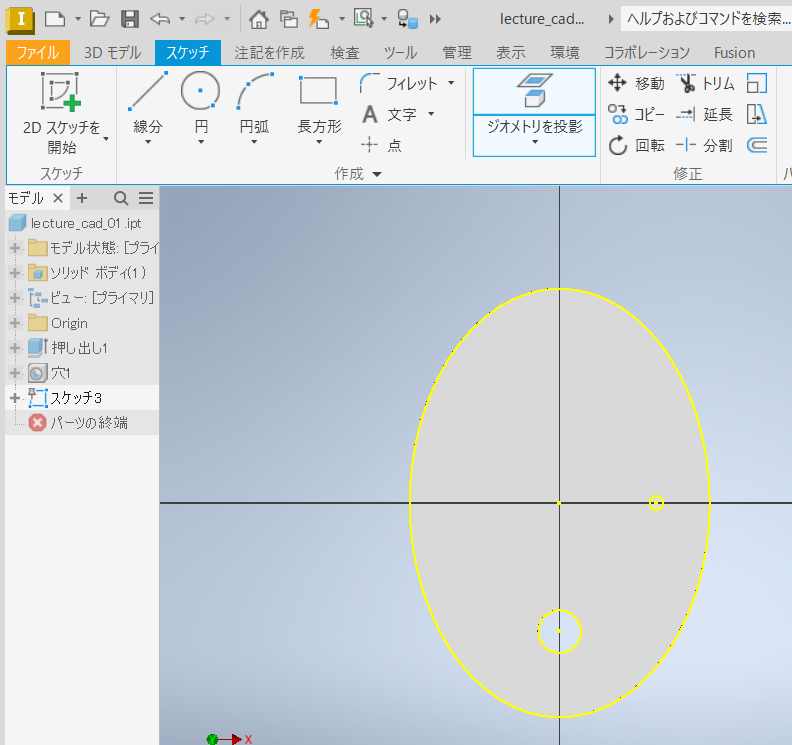 I
lecture_cad...
ヘルプおよびコマンドを検索...
ファイル 3D モデル スケッチ 注記を作成 検査 ツール 管理 表示 環境 コラボレーション Fusion
2D スケッチを
開始
線分
円
円弧
長方形
フィレット
A 文字
点
ジオメトリを投影
移動
トリム
コピー
延長
回転
分割
スケッチ
作成
修正
モデル
lecture_cad_01.ipt
モデル状態: [プライ
ソリッド ボディ(1)
ビュー: [プライマリ]
Origin
押し出し1
穴1
スケッチ3
パーツの終端
X